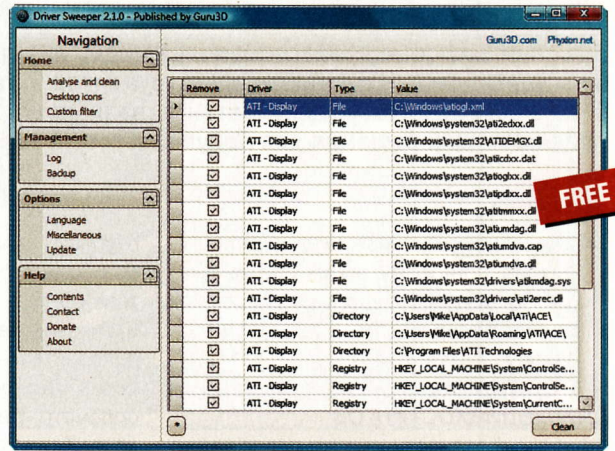 Driver Sweeper 2.1.0 - Published by Guru3D
Navigation
Guru3D.com Phyxion.net
Home
Analyse and clean
Desktop icons
Custom filter
Management
Log
Backup
Options
Language
Miscellaneous
Update
Help
Contents
Contact
Donate
About
Remove Driver Type Value
ATI - Display File C:\Windows\atiogl.xml
ATI - Display File C:\Windows\system32\ati2edxx.dll
ATI - Display File C:\Windows\system32\ATIDEMGX.dll
ATI - Display File C:\Windows\system32\atiicdxx.dat
ATI - Display File C:\Windows\system32\atioglxx.dll
ATI - Display File C:\Windows\system32\atipdlxx.dll
ATI - Display File C:\Windows\system32\atitmmxx.dll
ATI - Display File C:\Windows\system32\atiumdag.dll
ATI - Display File C:\Windows\system32\atiumdva.cap
ATI - Display File C:\Windows\system32\atiumdva.dll
ATI - Display File C:\Windows\system32\drivers\atikmdag.sys
ATI - Display File C:\Windows\system32\drivers\ati2erec.dll
ATI - Display Directory C:\Users\Mike\AppData\Local\ATI\ACE\
ATI - Display Directory C:\Users\Mike\AppData\Roaming\ATI\ACE\
ATI - Display Directory C:\Program Files\ATI Technologies
ATI - Display Registry HKEY_LOCAL_MACHINE\System\ControlSe...
ATI - Display Registry HKEY_LOCAL_MACHINE\System\ControlSe...
ATI - Display Registry HKEY_LOCAL_MACHINE\System\CurrentC...
FREE
* Clean